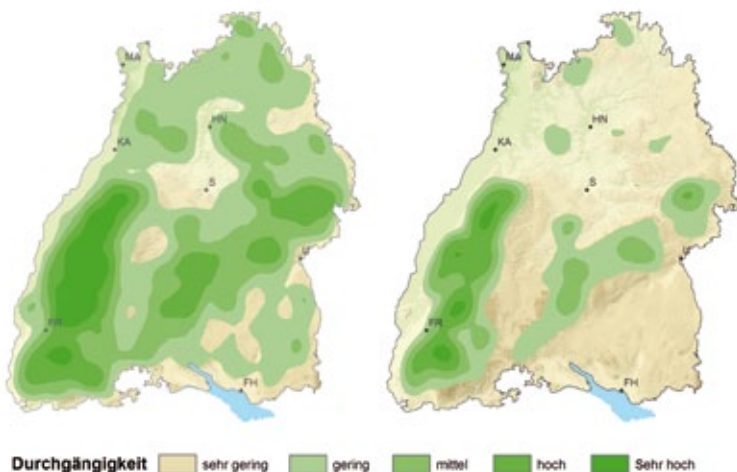 MA
HN
KA
S
U
FR
FH
MA
HN
KA
S
U
FR
FH
Durchgängigkeit sehr gering gering mittel hoch Sehr hoch